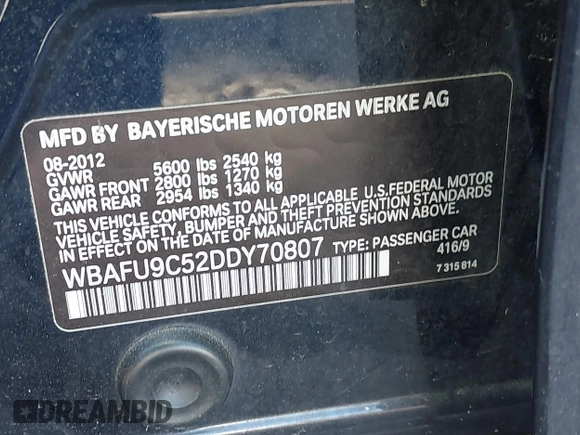 MFD BY BAYERISCHE MOTOREN WERKE AG
08-2012
GVWR 5600 lbs 2540 kg
GAWR FRONT 2800 lbs 1270 kg
GAWR REAR 2954 lbs 1340 kg
THIS VEHICLE CONFORMS TO ALL APPLICABLE U.S.FEDERAL MOTOR
VEHICLE SAFETY, BUMPER AND THEFT PREVENTION STANDARDS
IN EFFECT ON THE DATE OF MANUFACTURE SHOWN ABOVE.
WBAFU9C52DDY70807 TYPE: PASSENGER CAR
416/9
7 315 814
DREAMBID